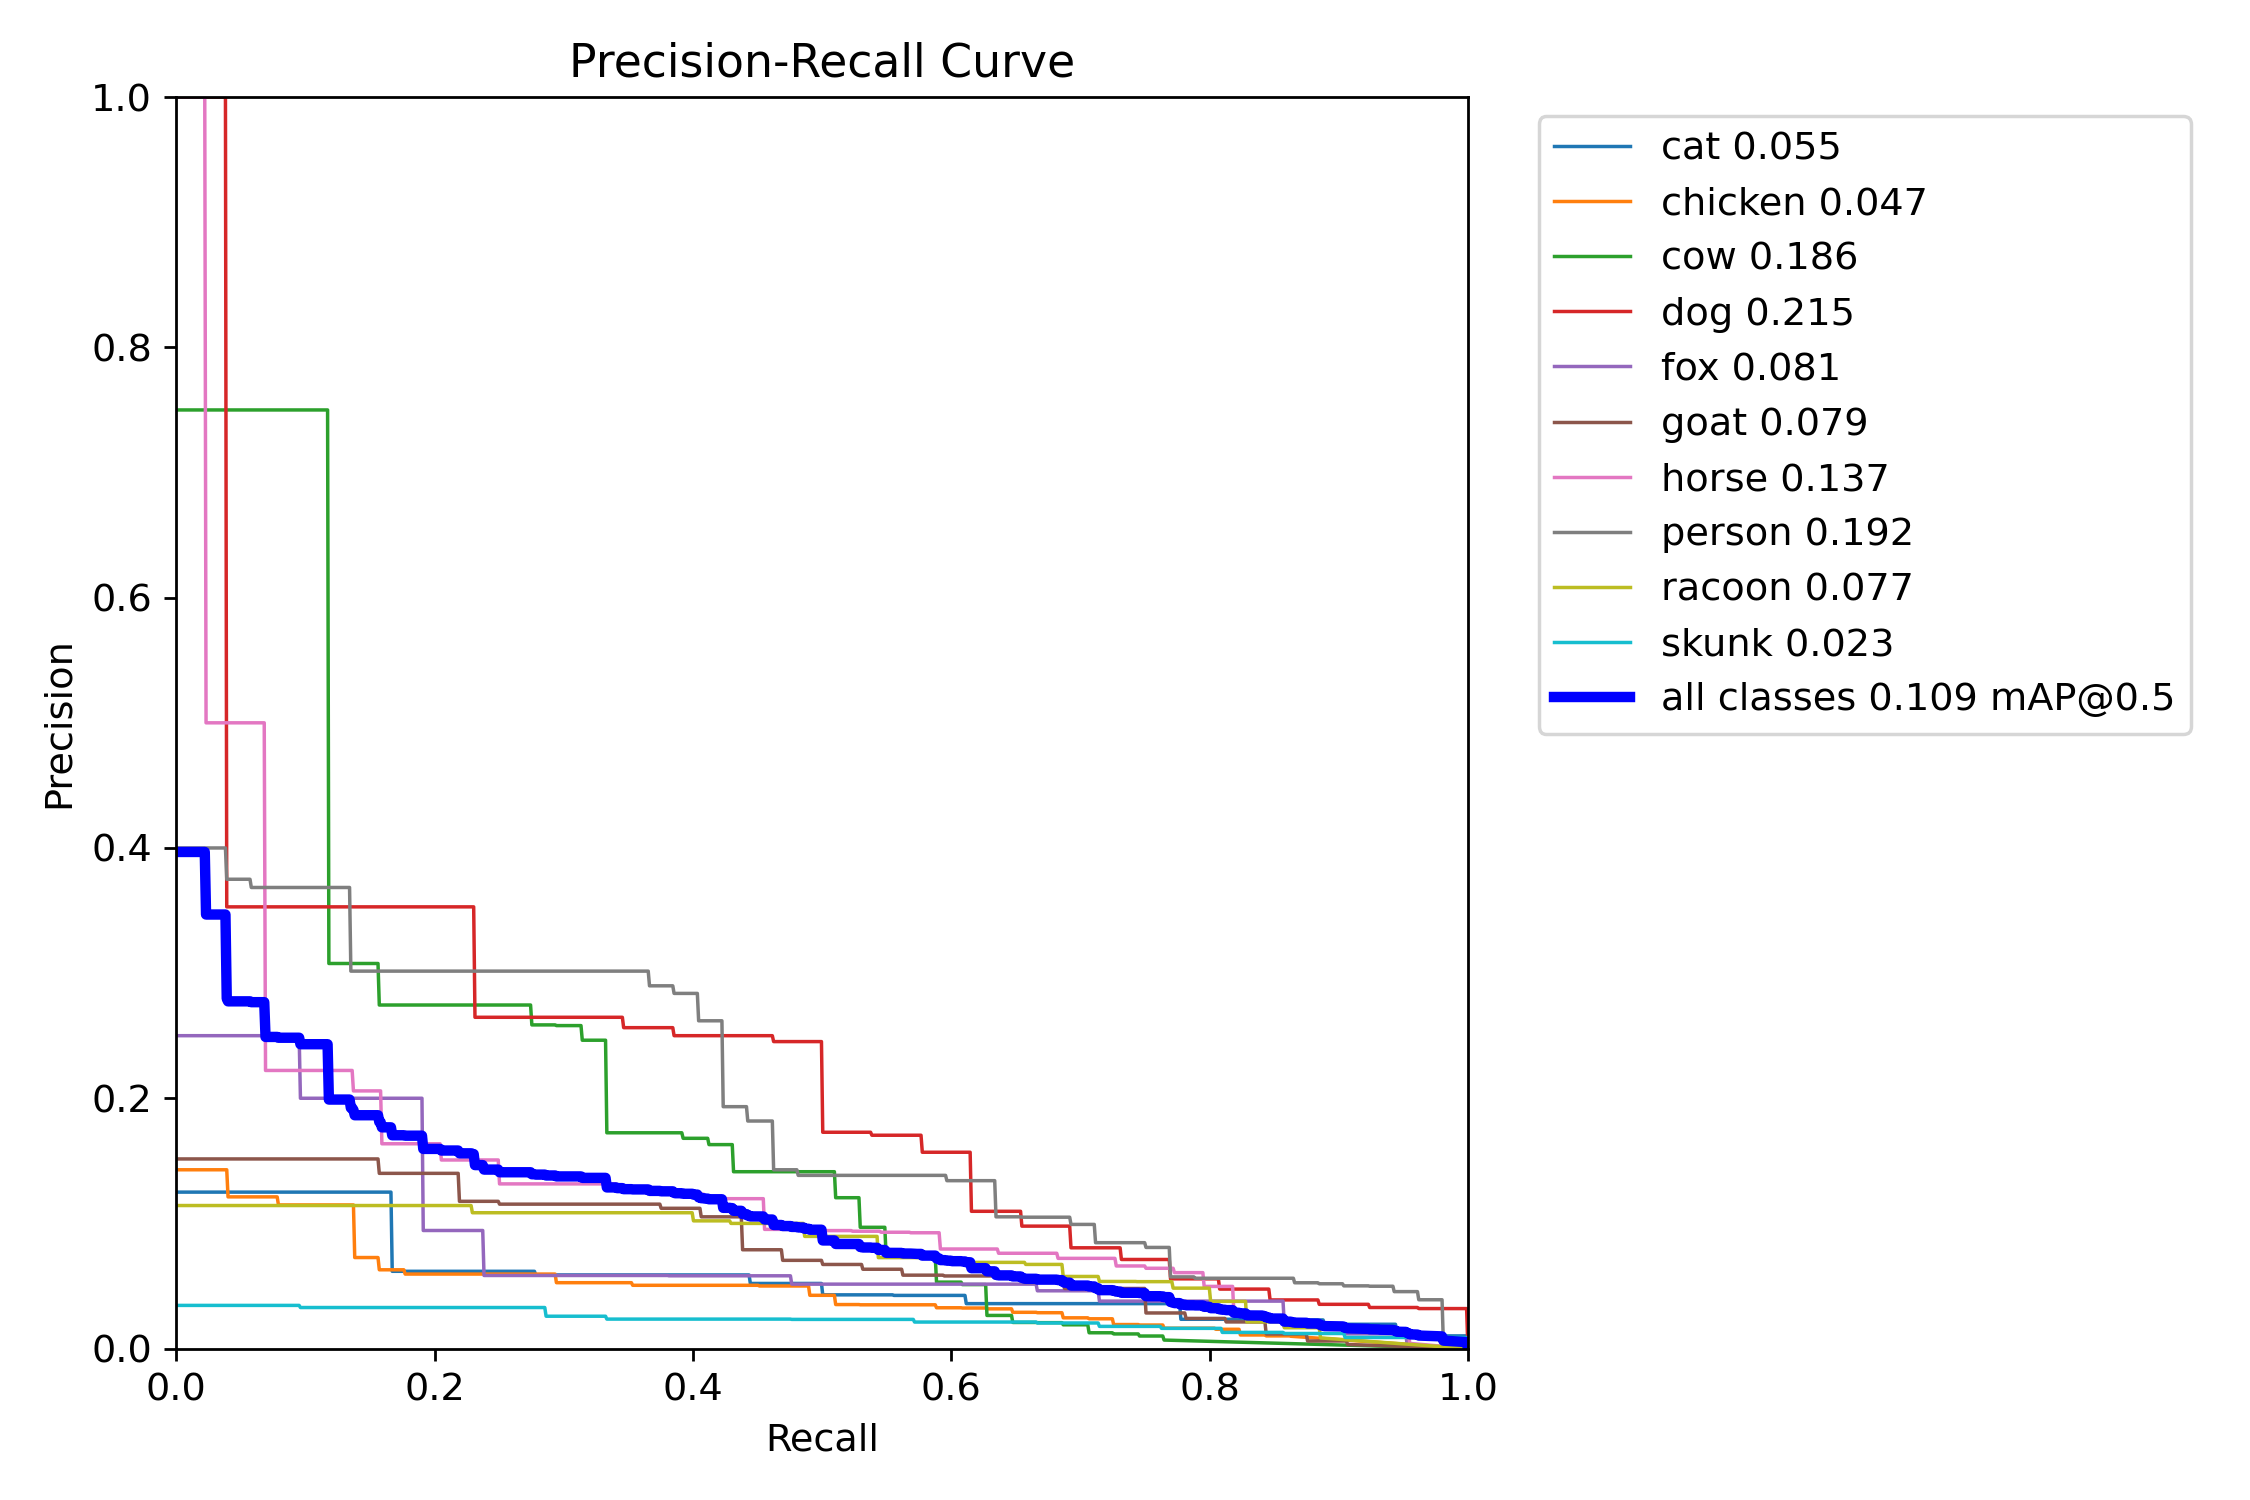 Precision-Recall Curve
1.0
0.8
0.6
0.4
0.2
0.0
Precision
0.0 0.2 0.4 0.6 0.8 1.0
Recall
cat 0.055
chicken 0.047
cow 0.186
dog 0.215
fox 0.081
goat 0.079
horse 0.137
person 0.192
racoon 0.077
skunk 0.023
all classes 0.109 mAP@0.5